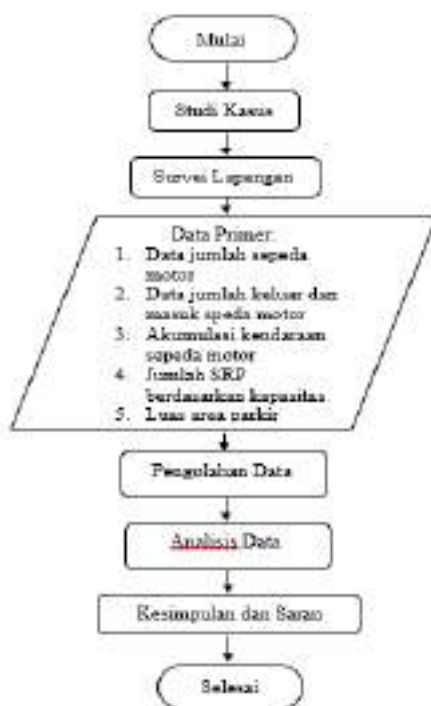 Mulai
Studi Kasus
Survei Lapangan
Data Primer:
1. Data jumlah sepeda
motor
2. Data jumlah keluar dan
masuk speda motor
3. Akumulasi kendaraan
sepeda motor
4. Jumlah SRP
berdasarkan kapasitas
5. Luas area parkir
Pengolahan Data
Analisis Data
Kesimpulan dan Saran
Selesai